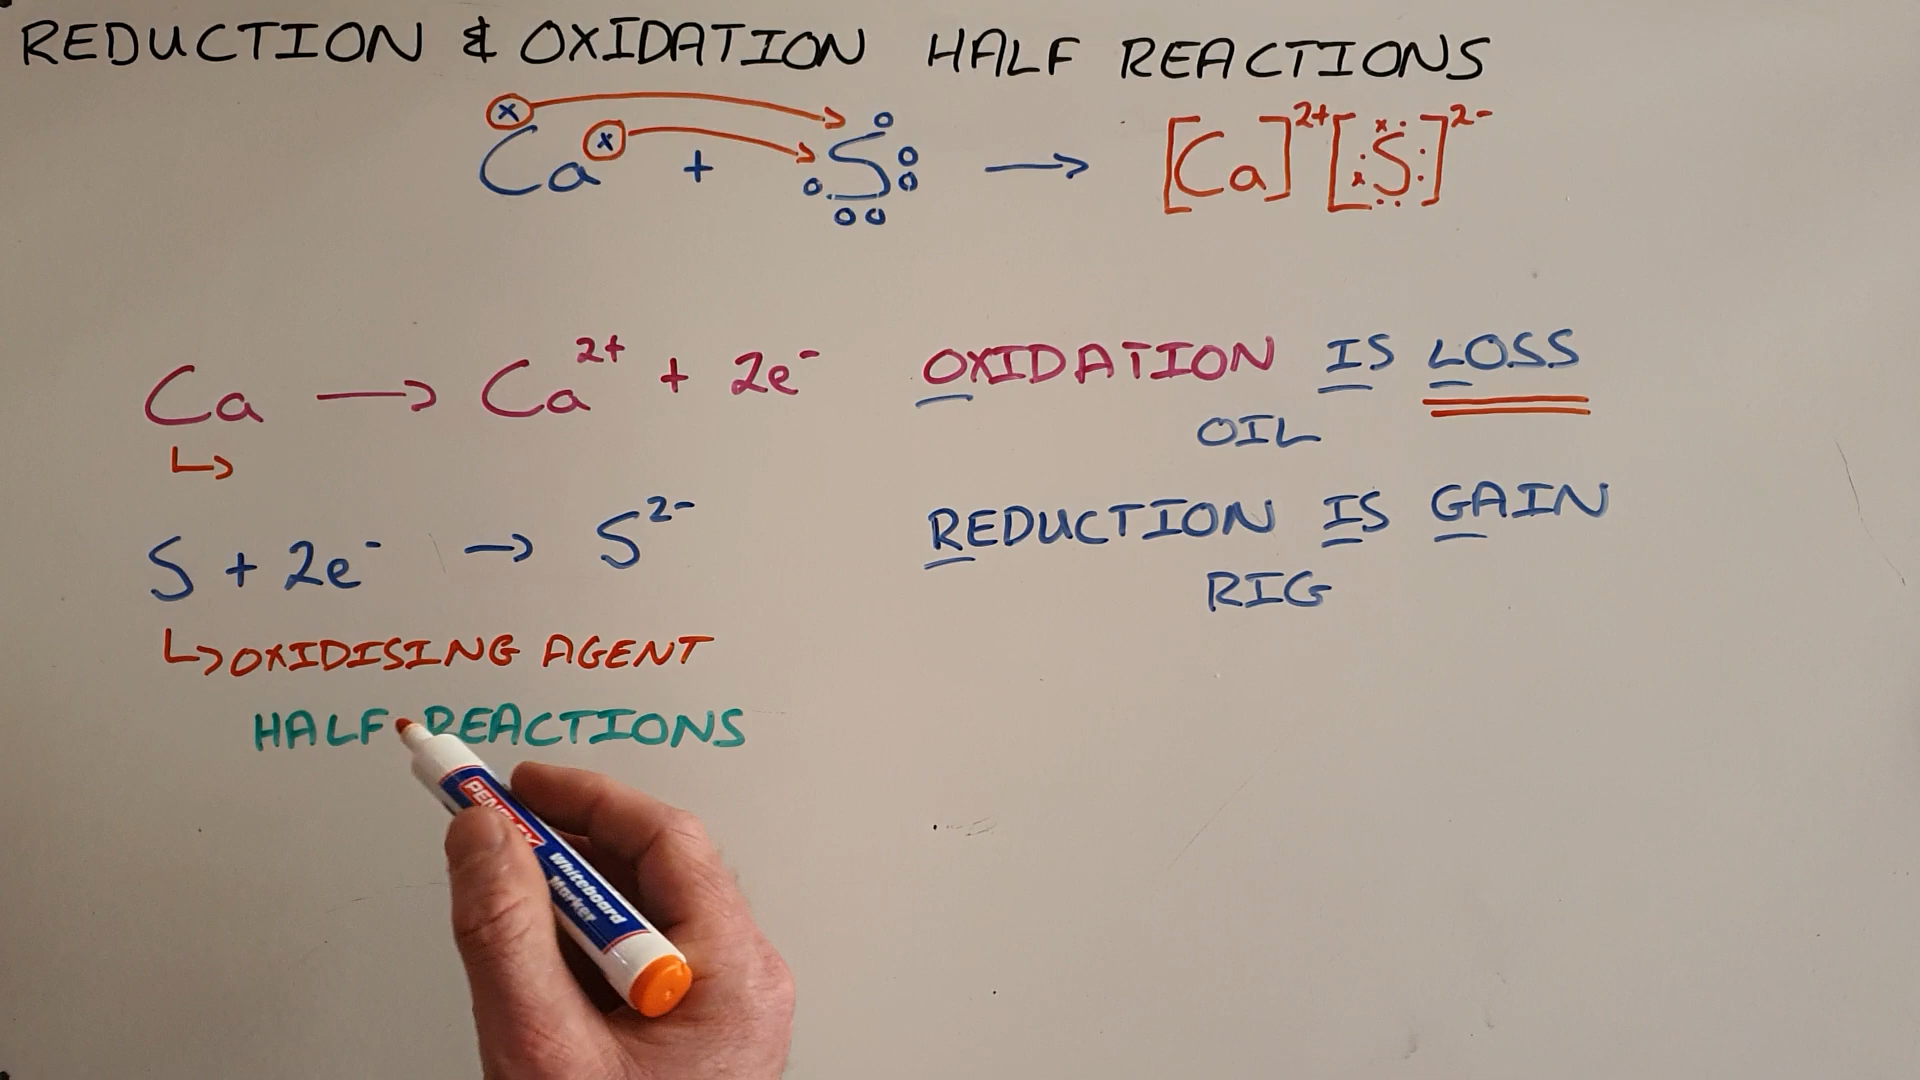 REDUCTION & OXIDATION HALF REACTIONS
x Ca x + S → [Ca]²⁺ [S]²⁻
Ca → Ca²⁺ + 2e⁻
OXIDATION IS LOSS
OIL
S + 2e⁻ → S²⁻
REDUCTION IS GAIN
RIG
↳ OXIDISING AGENT
HALF REACTIONS
Whiteboard
Marker